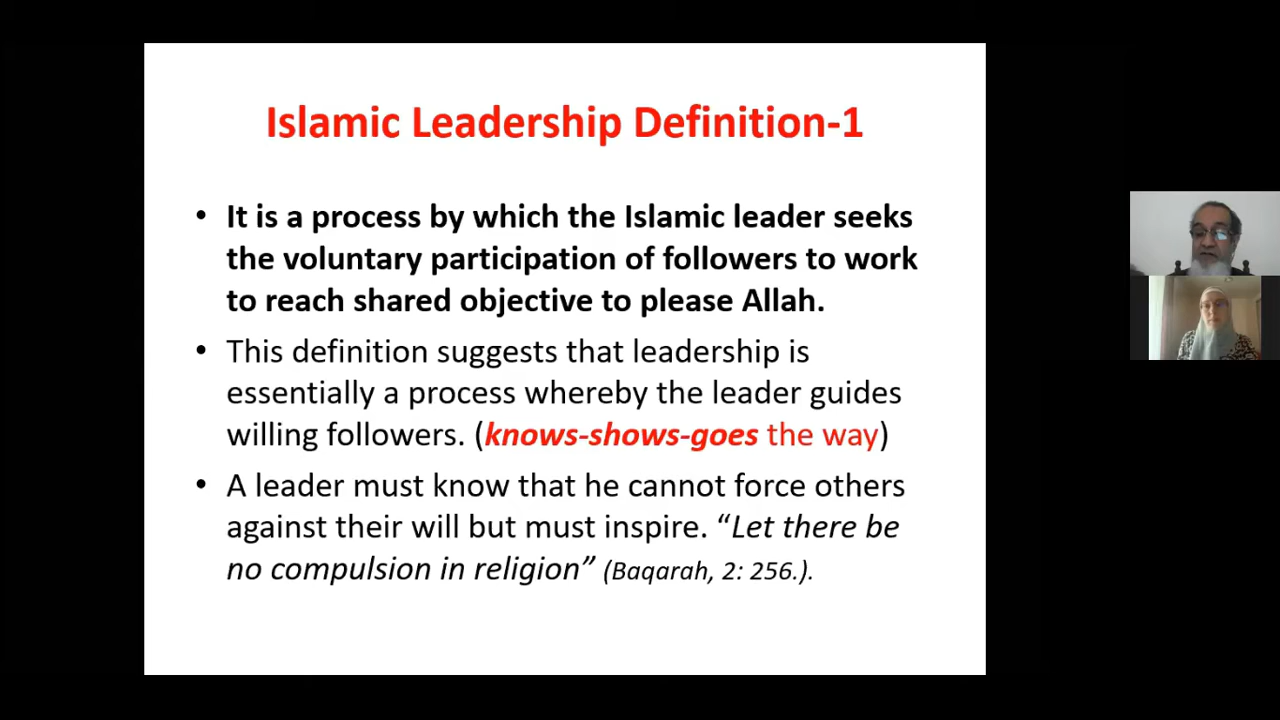 Islamic Leadership Definition-1
• It is a process by which the Islamic leader seeks
the voluntary participation of followers to work
to reach shared objective to please Allah.
• This definition suggests that leadership is
essentially a process whereby the leader guides
willing followers. (knows-shows-goes the way)
• A leader must know that he cannot force others
against their will but must inspire. “Let there be
no compulsion in religion” (Baqarah, 2: 256.).